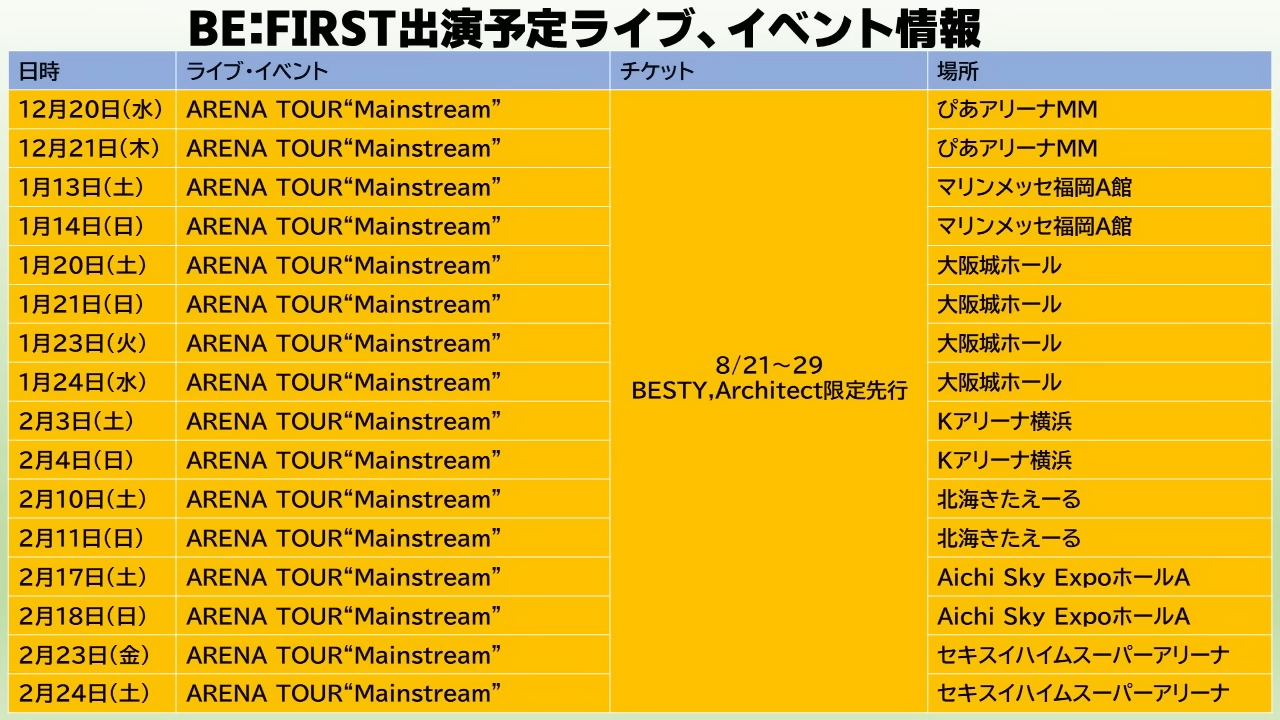 BE:FIRST出演予定ライブ、イベント情報
日時 ライブ・イベント チケット 場所
12月20日(水) ARENA TOUR“Mainstream” ぴあアリーナMM
12月21日(木) ARENA TOUR“Mainstream” ぴあアリーナMM
1月13日(土) ARENA TOUR“Mainstream” マリンメッセ福岡A館
1月14日(日) ARENA TOUR“Mainstream” マリンメッセ福岡A館
1月20日(土) ARENA TOUR“Mainstream” 大阪城ホール
1月21日(日) ARENA TOUR“Mainstream” 大阪城ホール
1月23日(火) ARENA TOUR“Mainstream” 大阪城ホール
8/21~29
BESTY,Architect限定先行
1月24日(水) ARENA TOUR“Mainstream” 大阪城ホール
2月3日(土) ARENA TOUR“Mainstream” Kアリーナ横浜
2月4日(日) ARENA TOUR“Mainstream” Kアリーナ横浜
2月10日(土) ARENA TOUR“Mainstream” 北海きたえーる
2月11日(日) ARENA TOUR“Mainstream” 北海きたえーる
2月17日(土) ARENA TOUR“Mainstream” Aichi Sky ExpoホールA
2月18日(日) ARENA TOUR“Mainstream” Aichi Sky ExpoホールA
2月23日(金) ARENA TOUR“Mainstream” セキスイハイムスーパーアリーナ
2月24日(土) ARENA TOUR“Mainstream” セキスイハイムスーパーアリーナ